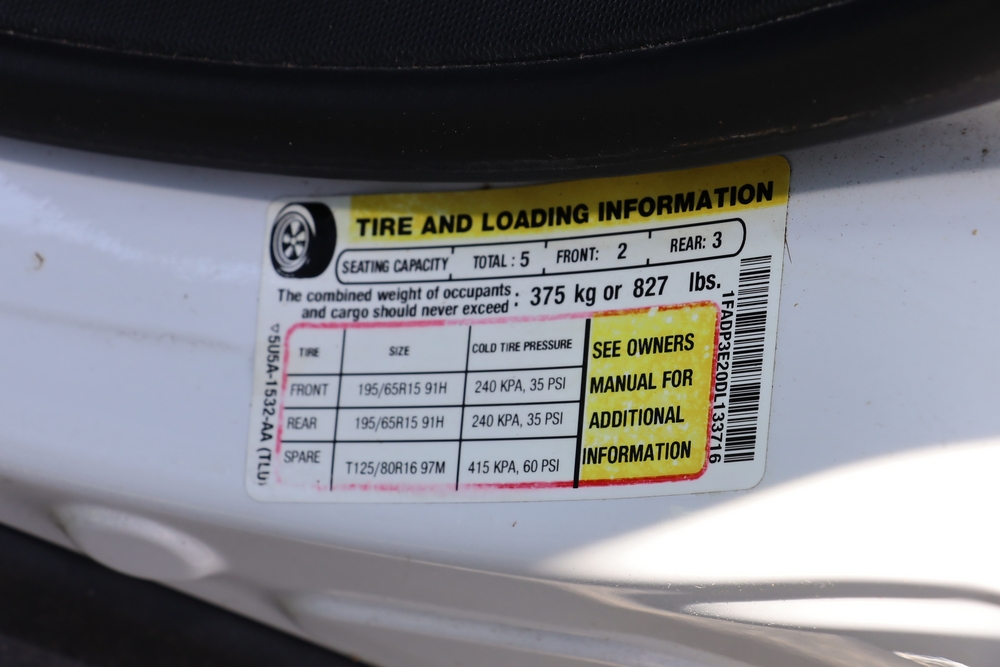 TIRE AND LOADING INFORMATION
SEATING CAPACITY TOTAL : 5 FRONT: 2 REAR: 3
The combined weight of occupants
and cargo should never exceed : 375 kg or 827 lbs.
TIRE SIZE COLD TIRE PRESSURE
FRONT 195/65R15 91H 240 KPA, 35 PSI
REAR 195/65R15 91H 240 KPA, 35 PSI
SPARE T125/80R16 97M 415 KPA, 60 PSI
SEE OWNERS
MANUAL FOR
ADDITIONAL
INFORMATION
5U5A-1532-AA (TLU)
1FADP3E20DL133716